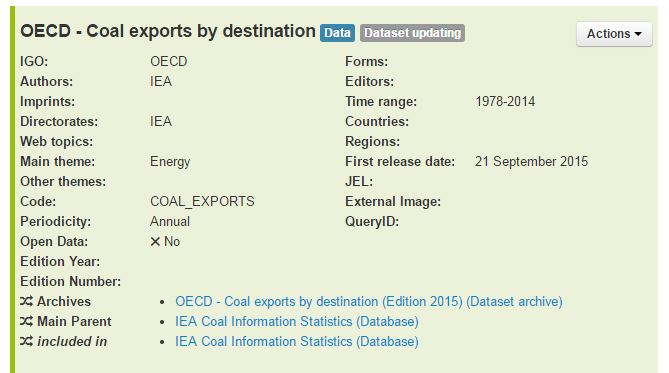 OECD - Coal exports by destination Data Dataset updating Actions
IGO: OECD Forms:
Authors: IEA Editors:
Imprints: Time range: 1978-2014
Directorates: IEA Countries:
Web topics: Regions:
Main theme: Energy First release date: 21 September 2015
Other themes: JEL:
Code: COAL_EXPORTS External Image:
Periodicity: Annual QueryID:
Open Data: ✕ No
Edition Year:
Edition Number:
Archives • OECD - Coal exports by destination (Edition 2015) (Dataset archive)
Main Parent • IEA Coal Information Statistics (Database)
included in • IEA Coal Information Statistics (Database)